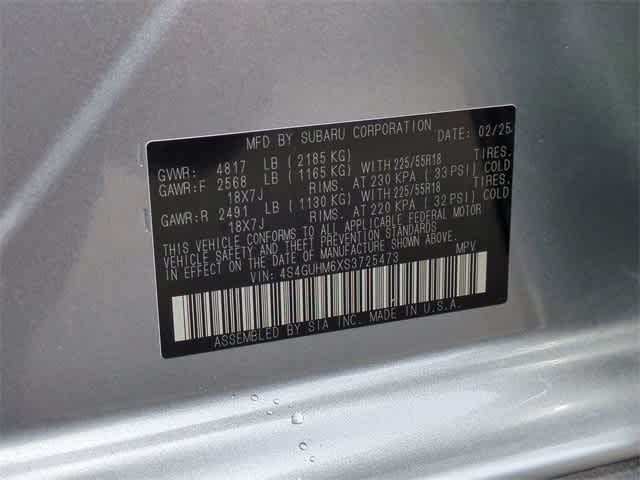 MFD BY SUBARU CORPORATION DATE: 02/25
GVWR: 4817 LB (2185 KG)
GAWR:F 2568 LB (1165 KG) WITH 225/55R18 TIRES.
18X7J RIMS. AT 230 KPA (33 PSI) COLD
GAWR:R 2491 LB (1130 KG) WITH 225/55R18 TIRES.
18X7J RIMS. AT 220 KPA (32 PSI) COLD
THIS VEHICLE CONFORMS TO ALL APPLICABLE FEDERAL MOTOR
VEHICLE SAFETY AND THEFT PREVENTION STANDARDS
IN EFFECT ON THE DATE OF MANUFACTURE SHOWN ABOVE.
VIN: 4S4GUHM6XS3725473 MPV
ASSEMBLED BY SIA INC. MADE IN U.S.A.